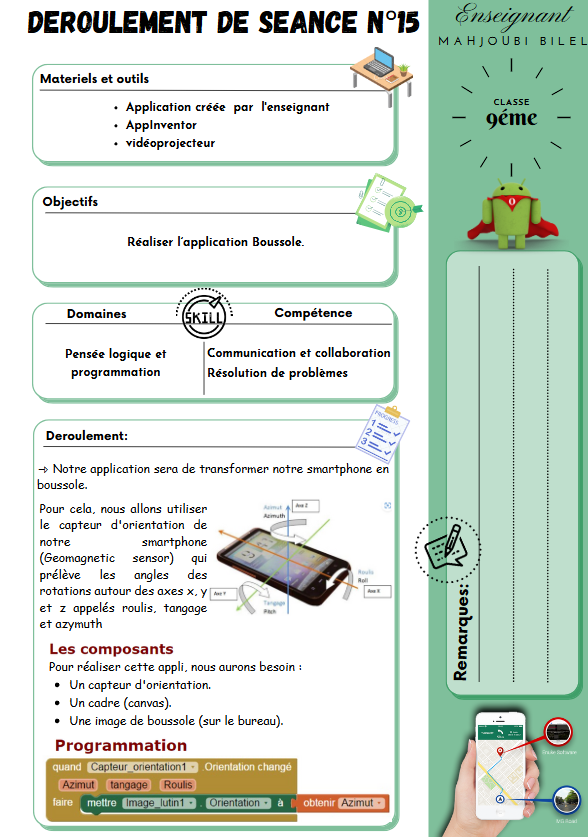 DEROULEMENT DE SEANCE N°15
Enseignant
MAHJOUBI BILEL
CLASSE
9éme
Materiels et outils
• Application créée par l'enseignant
• AppInventor
• vidéoprojecteur
Objectifs
Réaliser l'application Boussole.
Domaines
SKILL
Compétence
Pensée logique et
programmation
Communication et collaboration
Résolution de problèmes
PROGRESS
1
2
3
Deroulement:
➾ Notre application sera de transformer notre smartphone en
boussole.
Pour cela, nous allons utiliser
le capteur d'orientation de
notre smartphone
(Geomagnetic sensor) qui
prélève les angles des
rotations autour des axes x, y
et z appelés roulis, tangage
et azymuth
Azimut
Azimuth
Axe Z
Roulis
Roll
Axe X
Axe Y
Tangage
Pitch
Les composants
Pour réaliser cette appli, nous aurons besoin :
• Un capteur d'orientation.
• Un cadre (canvas).
• Une image de boussole (sur le bureau).
Programmation
quand Capteur_orientation1 . Orientation changé
Azimut tangage Roulis
faire mettre Image_lutin1 . Orientation à obtenir Azimut
Remarques: